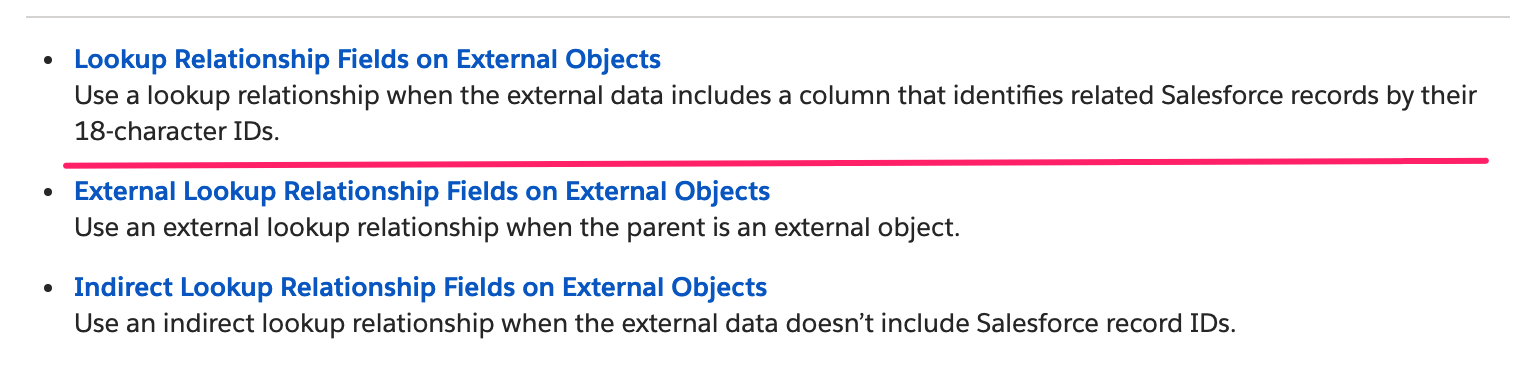 Lookup Relationship Fields on External Objects
Use a lookup relationship when the external data includes a column that identifies related Salesforce records by their
18-character IDs.
External Lookup Relationship Fields on External Objects
Use an external lookup relationship when the parent is an external object.
Indirect Lookup Relationship Fields on External Objects
Use an indirect lookup relationship when the external data doesn’t include Salesforce record IDs.